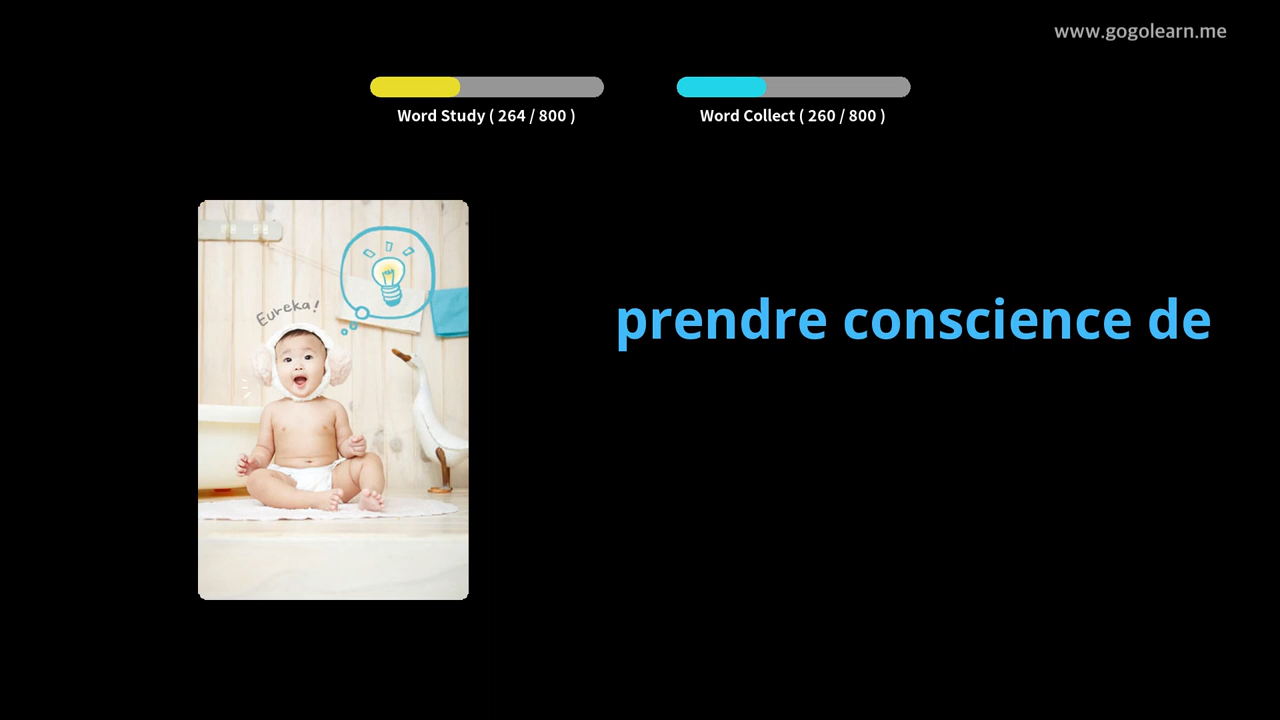 www.gogolearn.me
Word Study ( 264 / 800 )
Word Collect ( 260 / 800 )
Eureka!
prendre conscience de